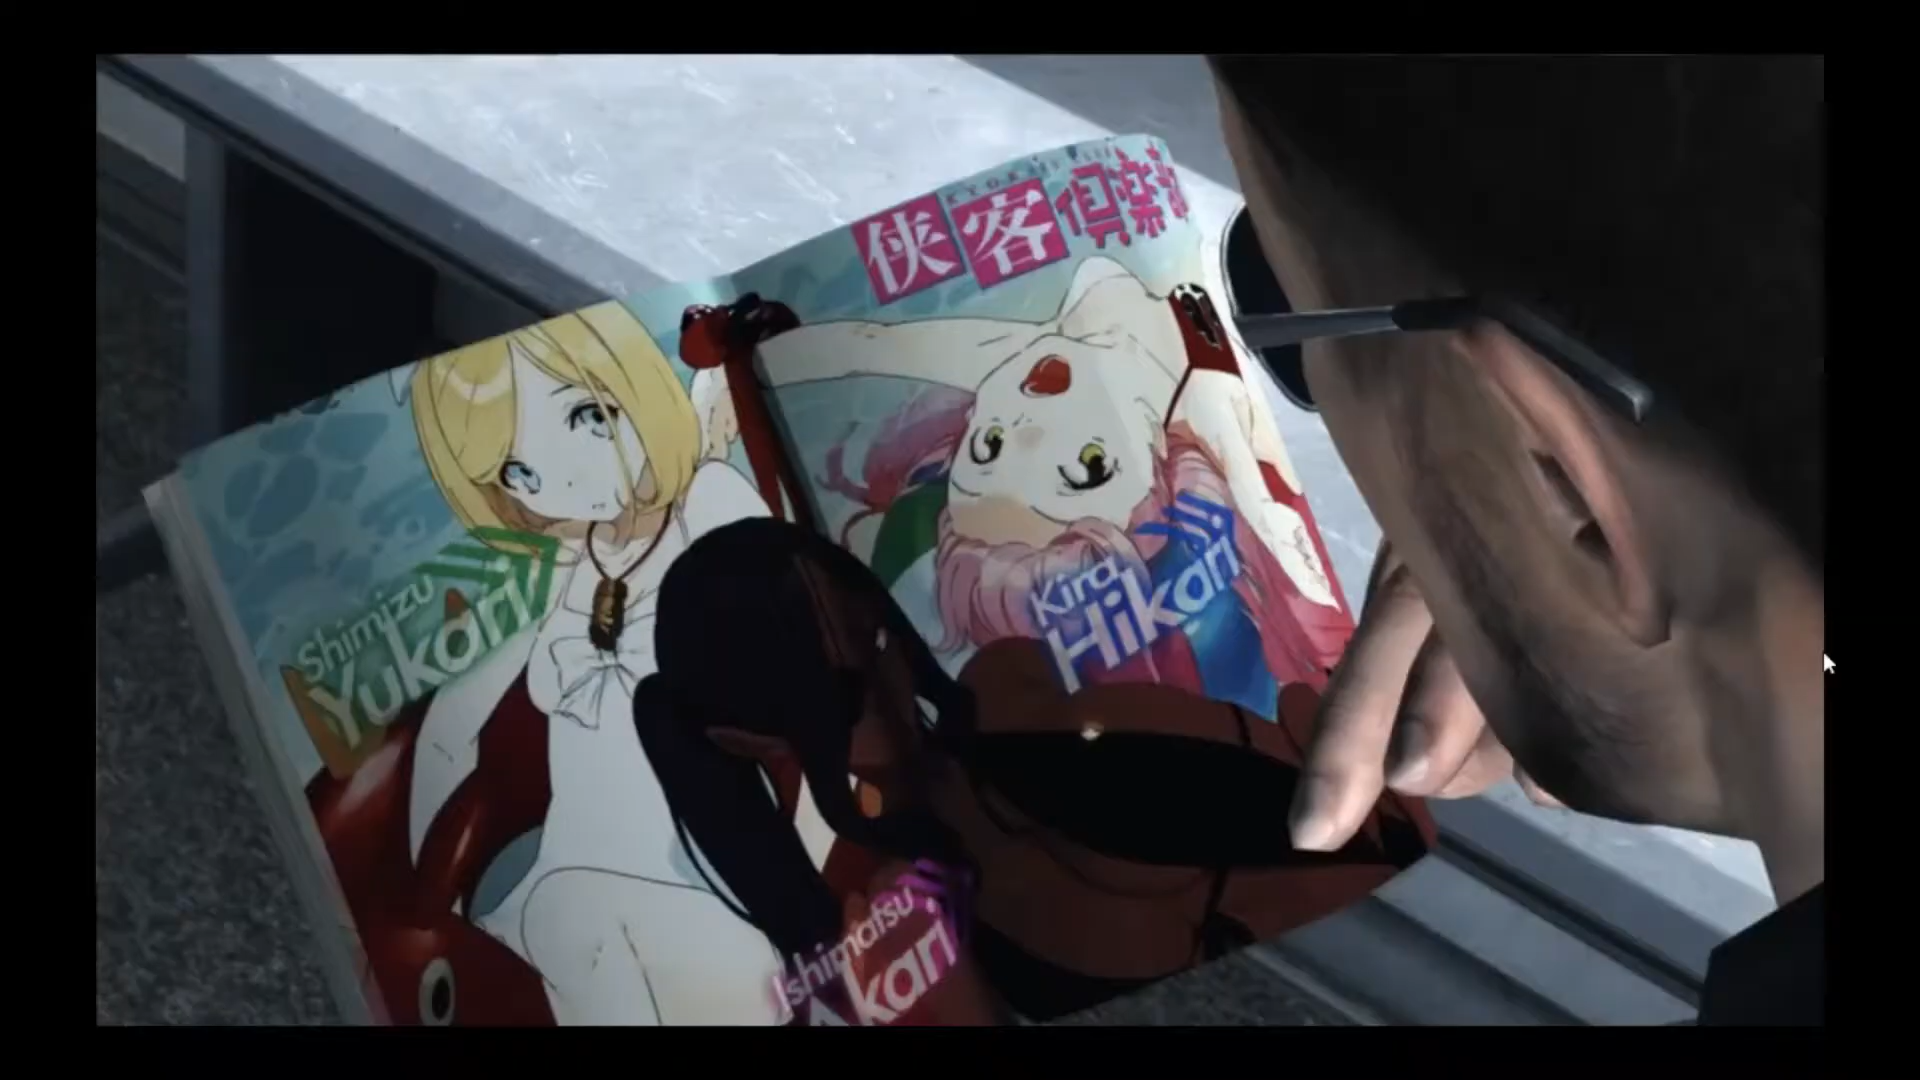 侠客倶楽部
Shimizu
Yukari
Kira
Hikari
Ishimatsu
Akari